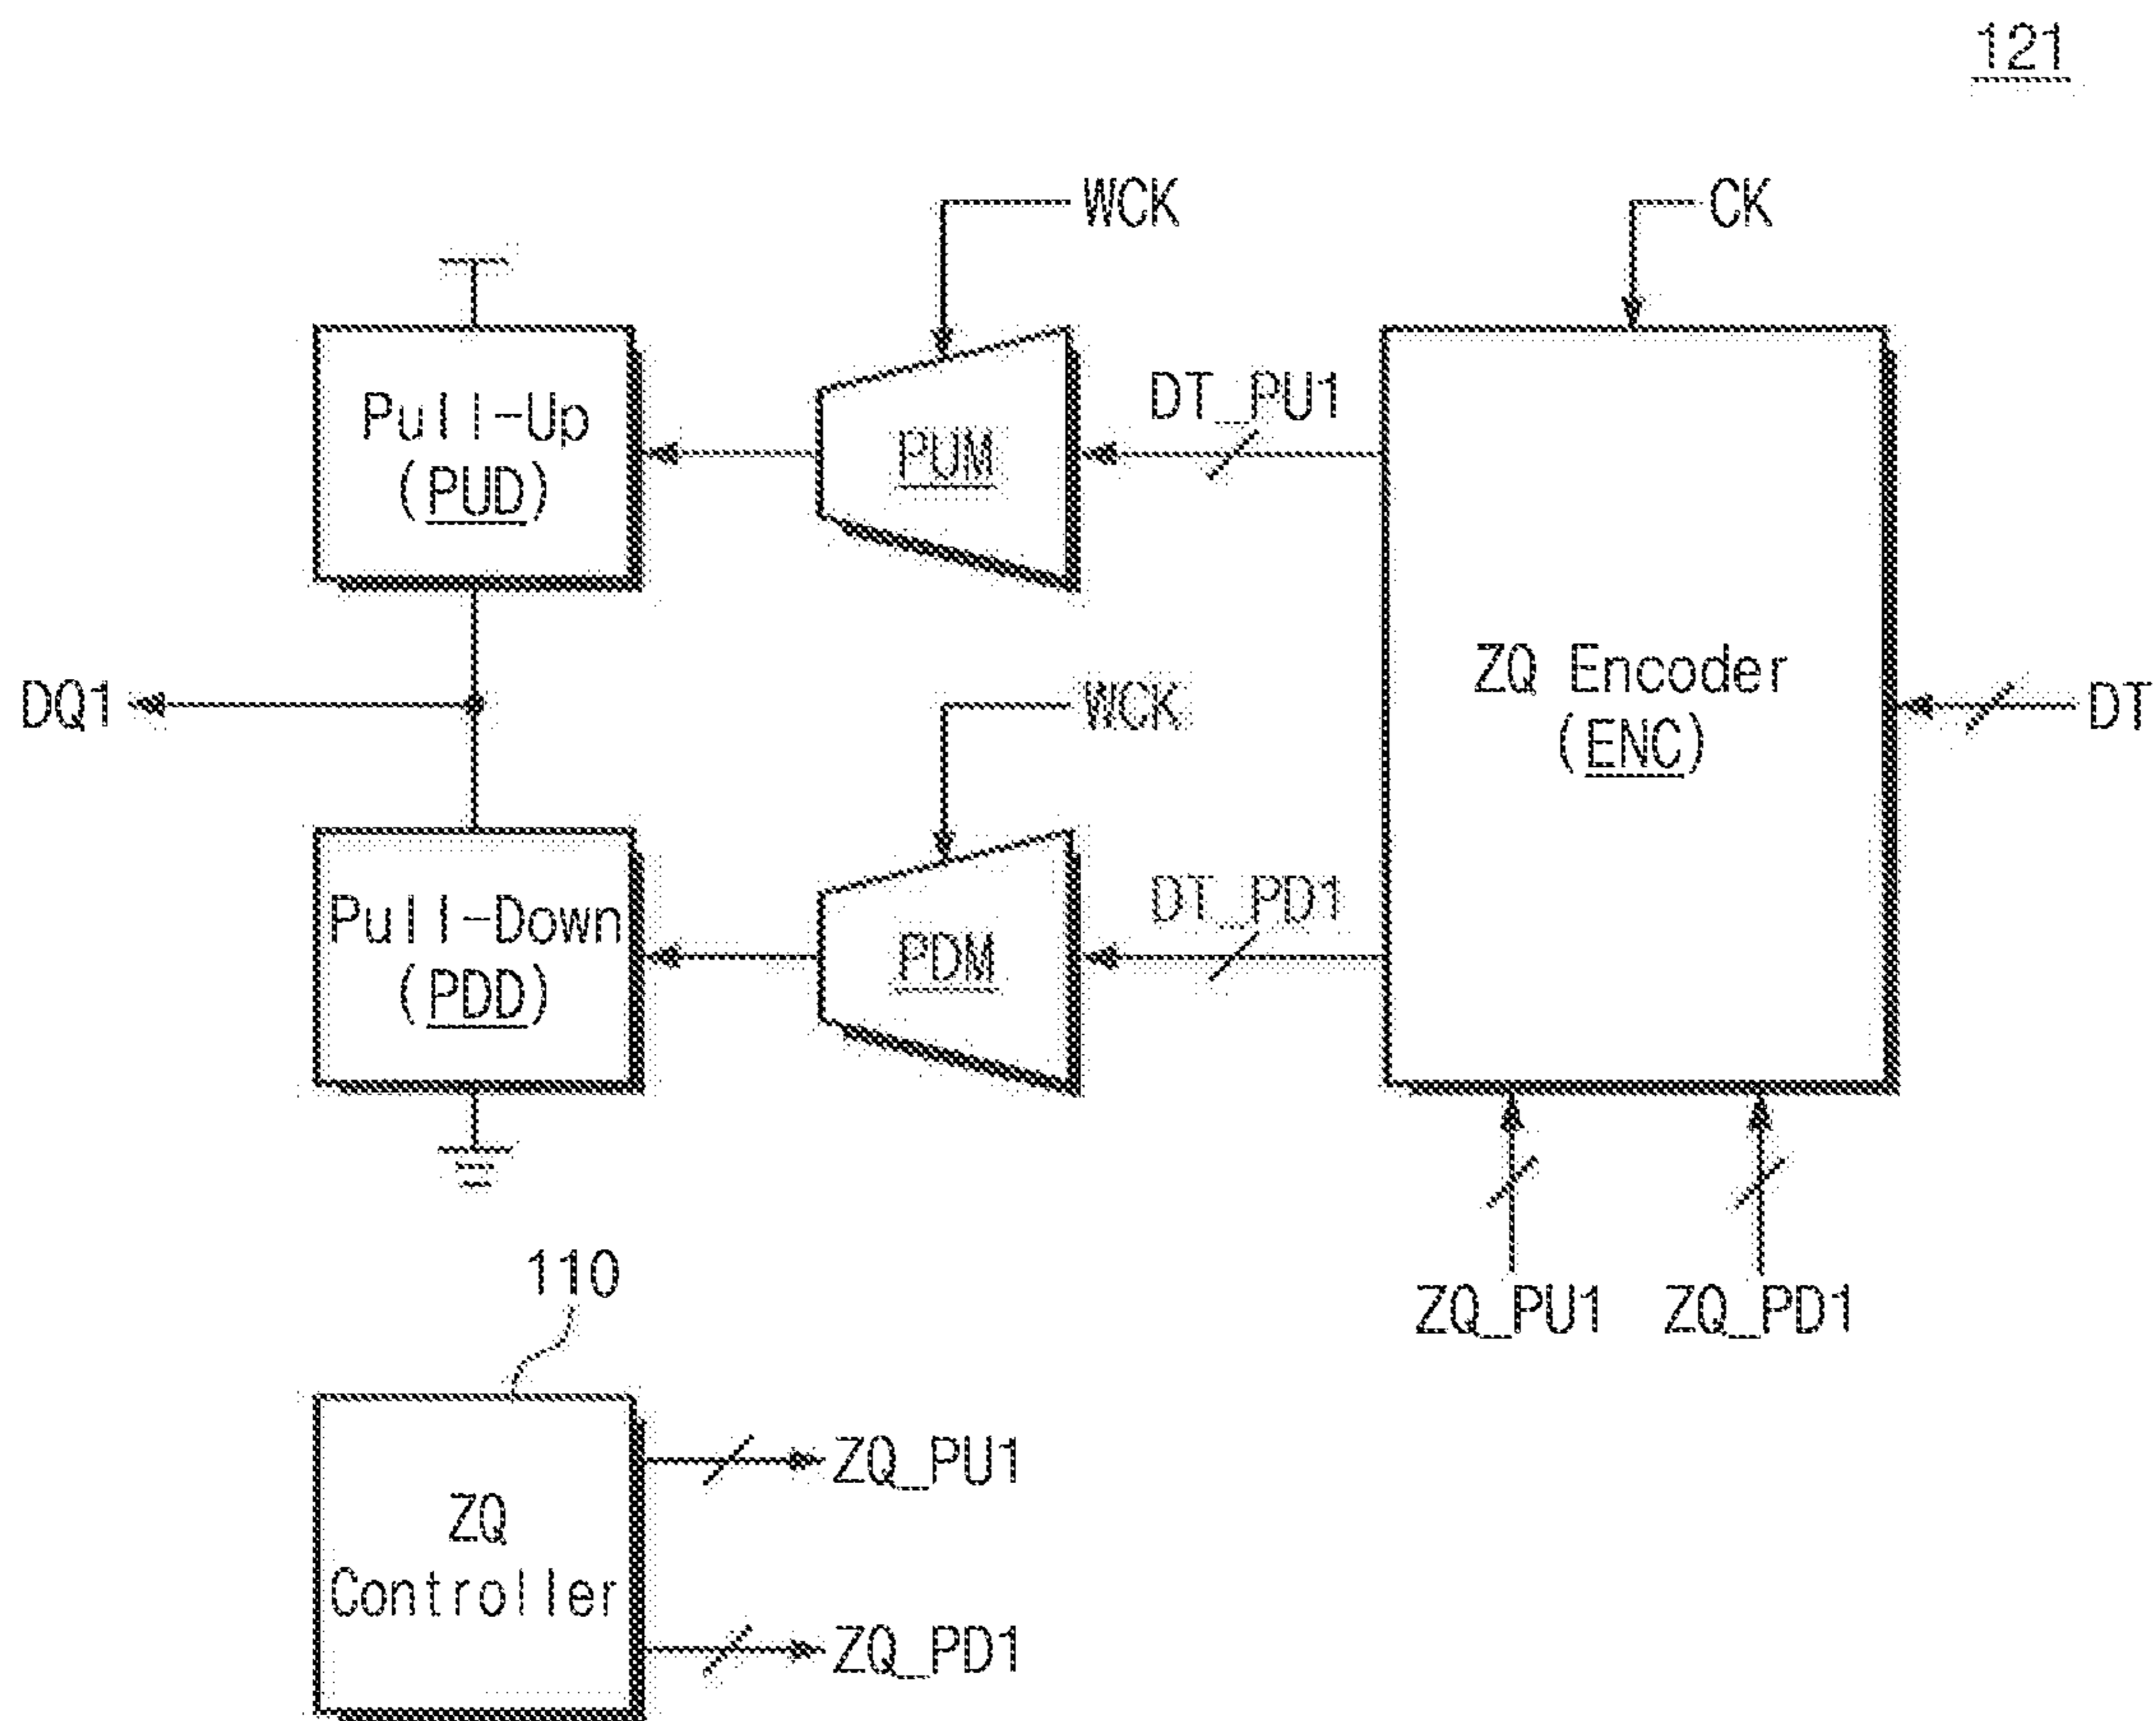 121
WCK
CK
Pull-Up
(PUD)
PUM
DT_PU1
ZQ Encoder
(ENC)
DT
DQ1
WCK
Pull-Down
(PDD)
PDM
DT_PD1
ZQ_PU1
ZQ_PD1
110
ZQ
Controller
ZQ_PU1
ZQ_PD1